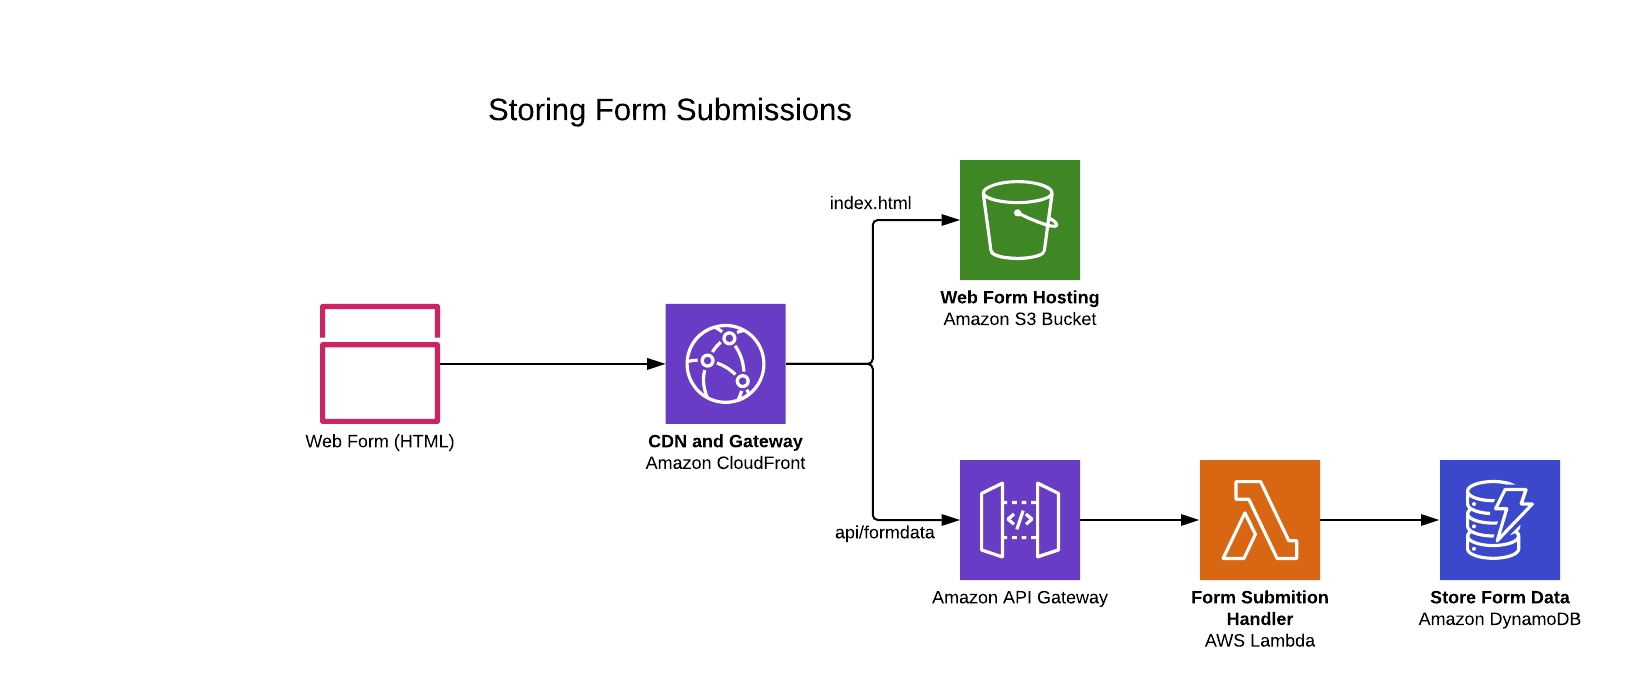 Storing Form Submissions
index.html
Web Form Hosting
Amazon S3 Bucket
Web Form (HTML)
CDN and Gateway
Amazon CloudFront
api/formdata
Amazon API Gateway
Form Submition
Handler
AWS Lambda
Store Form Data
Amazon DynamoDB